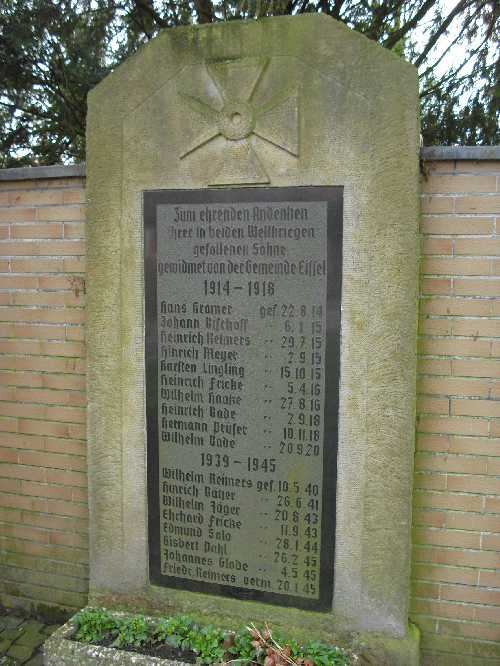 Zum ehrenden Andenken
ihrer in beiden Weltkriegen
gefallenen Söhne
gewidmet von der Gemeinde Eissel
1914 - 1918
Hans Cramer gef. 22.8.14
Johann Bischoff " 6.1.15
Heinrich Reimers " 29.7.15
Hinrich Meyer " 2.9.15
Karsten Lingling " 15.10.15
Heinrich Fricke " 5.4.16
Wilhelm Haake " 27.8.16
Heinrich Bade " 2.9.18
Hermann Prüser " 10.11.18
Wilhelm Bade " 20.9.20
1939 - 1945
Wilhelm Reimers gef. 10.5.40
Hinrich " 26.6.41
Wilhelm Jäger " 20.8.43
Ehrchard Fricke " 11.9.43
Edmund Salo " 28.1.44
Gisbert Dahl " 26.2.45
Johannes Glode " 4.5.45
Friedr. Reimers verm. 20.1.45